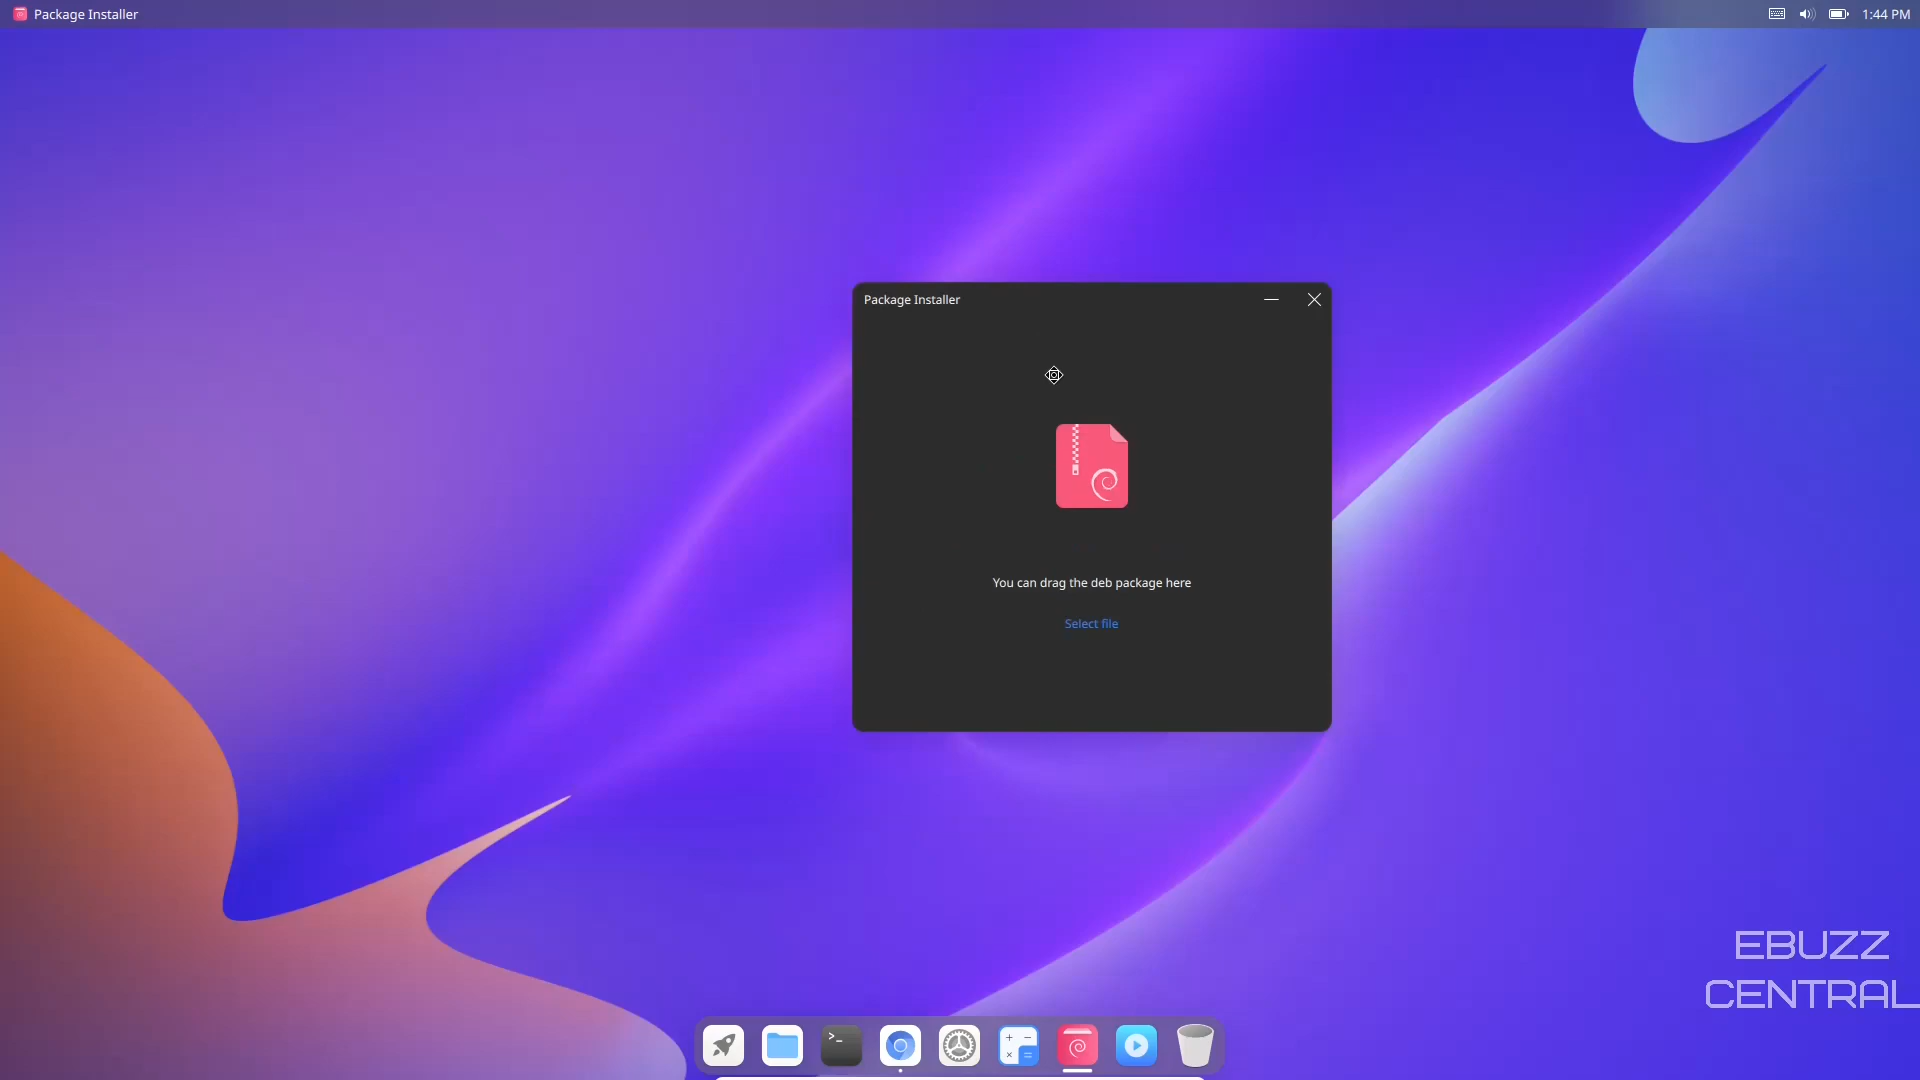 Package Installer
1:44 PM
Package Installer
You can drag the deb package here
Select file
EBUZZ
CENTRAL